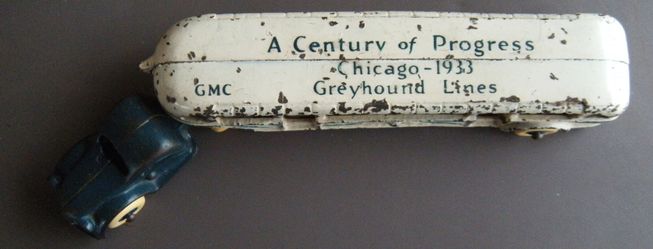 A Century of Progress
Chicago-1933
GMC Greyhound Lines